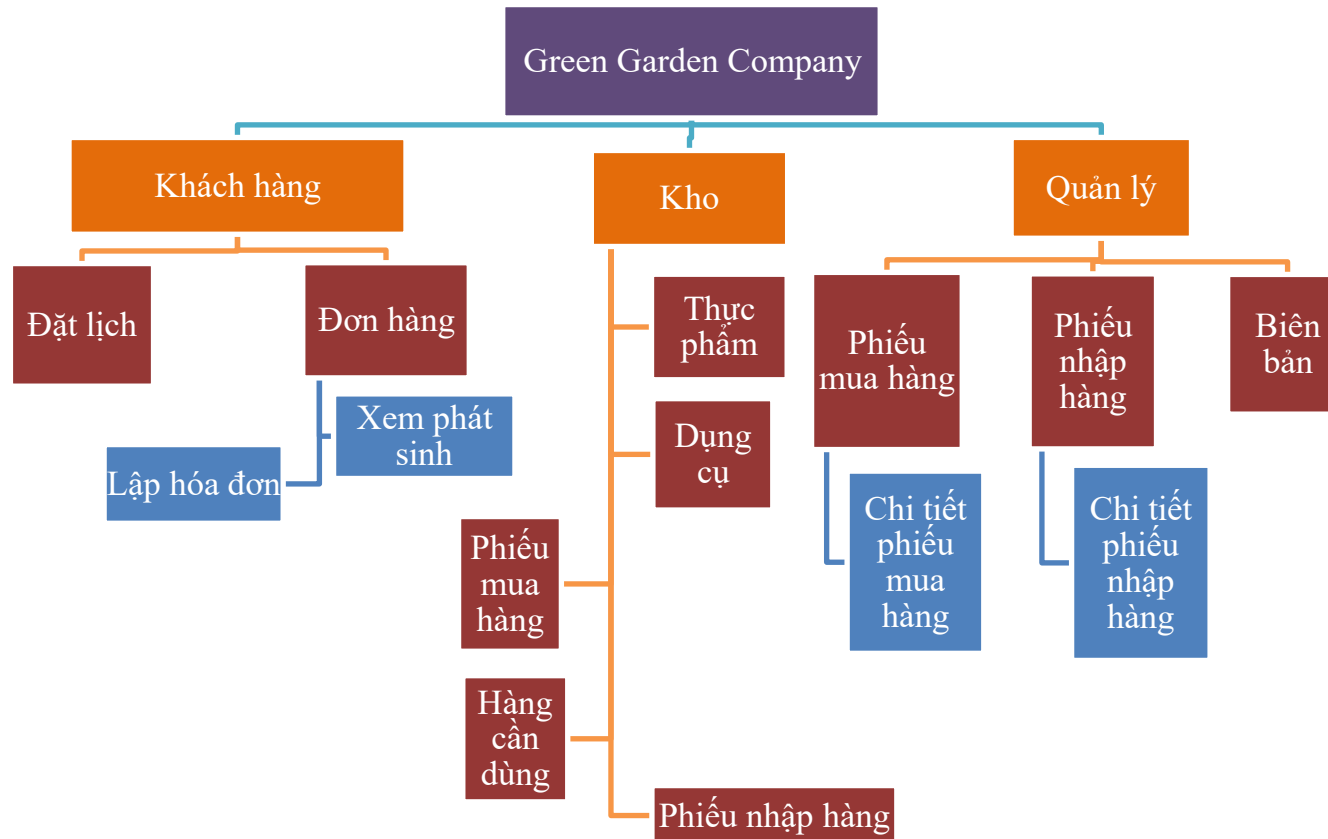 Green Garden Company
Khách hàng
Kho
Quản lý
Đặt lịch
Đơn hàng
Lập hóa đơn
Xem phát
sinh
Thực
phẩm
Dụng
cụ
Phiếu
mua
hàng
Hàng
cần
dùng
Phiếu nhập hàng
Phiếu
mua hàng
Phiếu
nhập
hàng
Biên
bản
Chi tiết
phiếu
mua
hàng
Chi tiết
phiếu
nhập
hàng